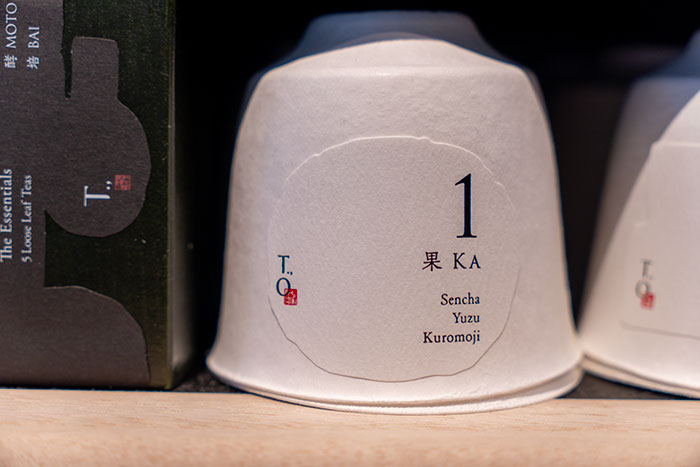 酵 MOTO
培 BAI
The Essentials
5 Loose Leaf Teas
T..
1
果 KA
Sencha
Yuzu
Kuromoji
T..
O
T..
O